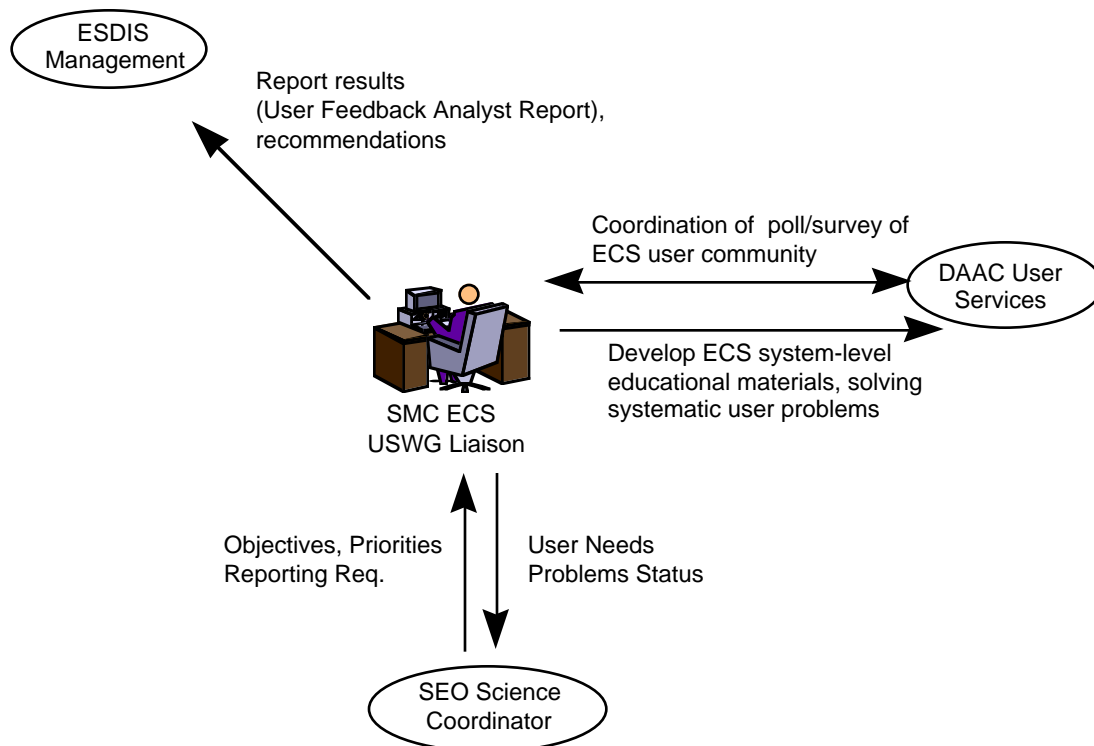 ESDIS
Management
Report results
(User Feedback Analyst Report),
recommendations
Coordination of poll/survey of
ECS user community
DAAC User
Services
Develop ECS system-level
educational materials, solving
systematic user problems
SMC ECS
USWG Liaison
Objectives, Priorities
Reporting Req.
User Needs
Problems Status
SEO Science
Coordinator